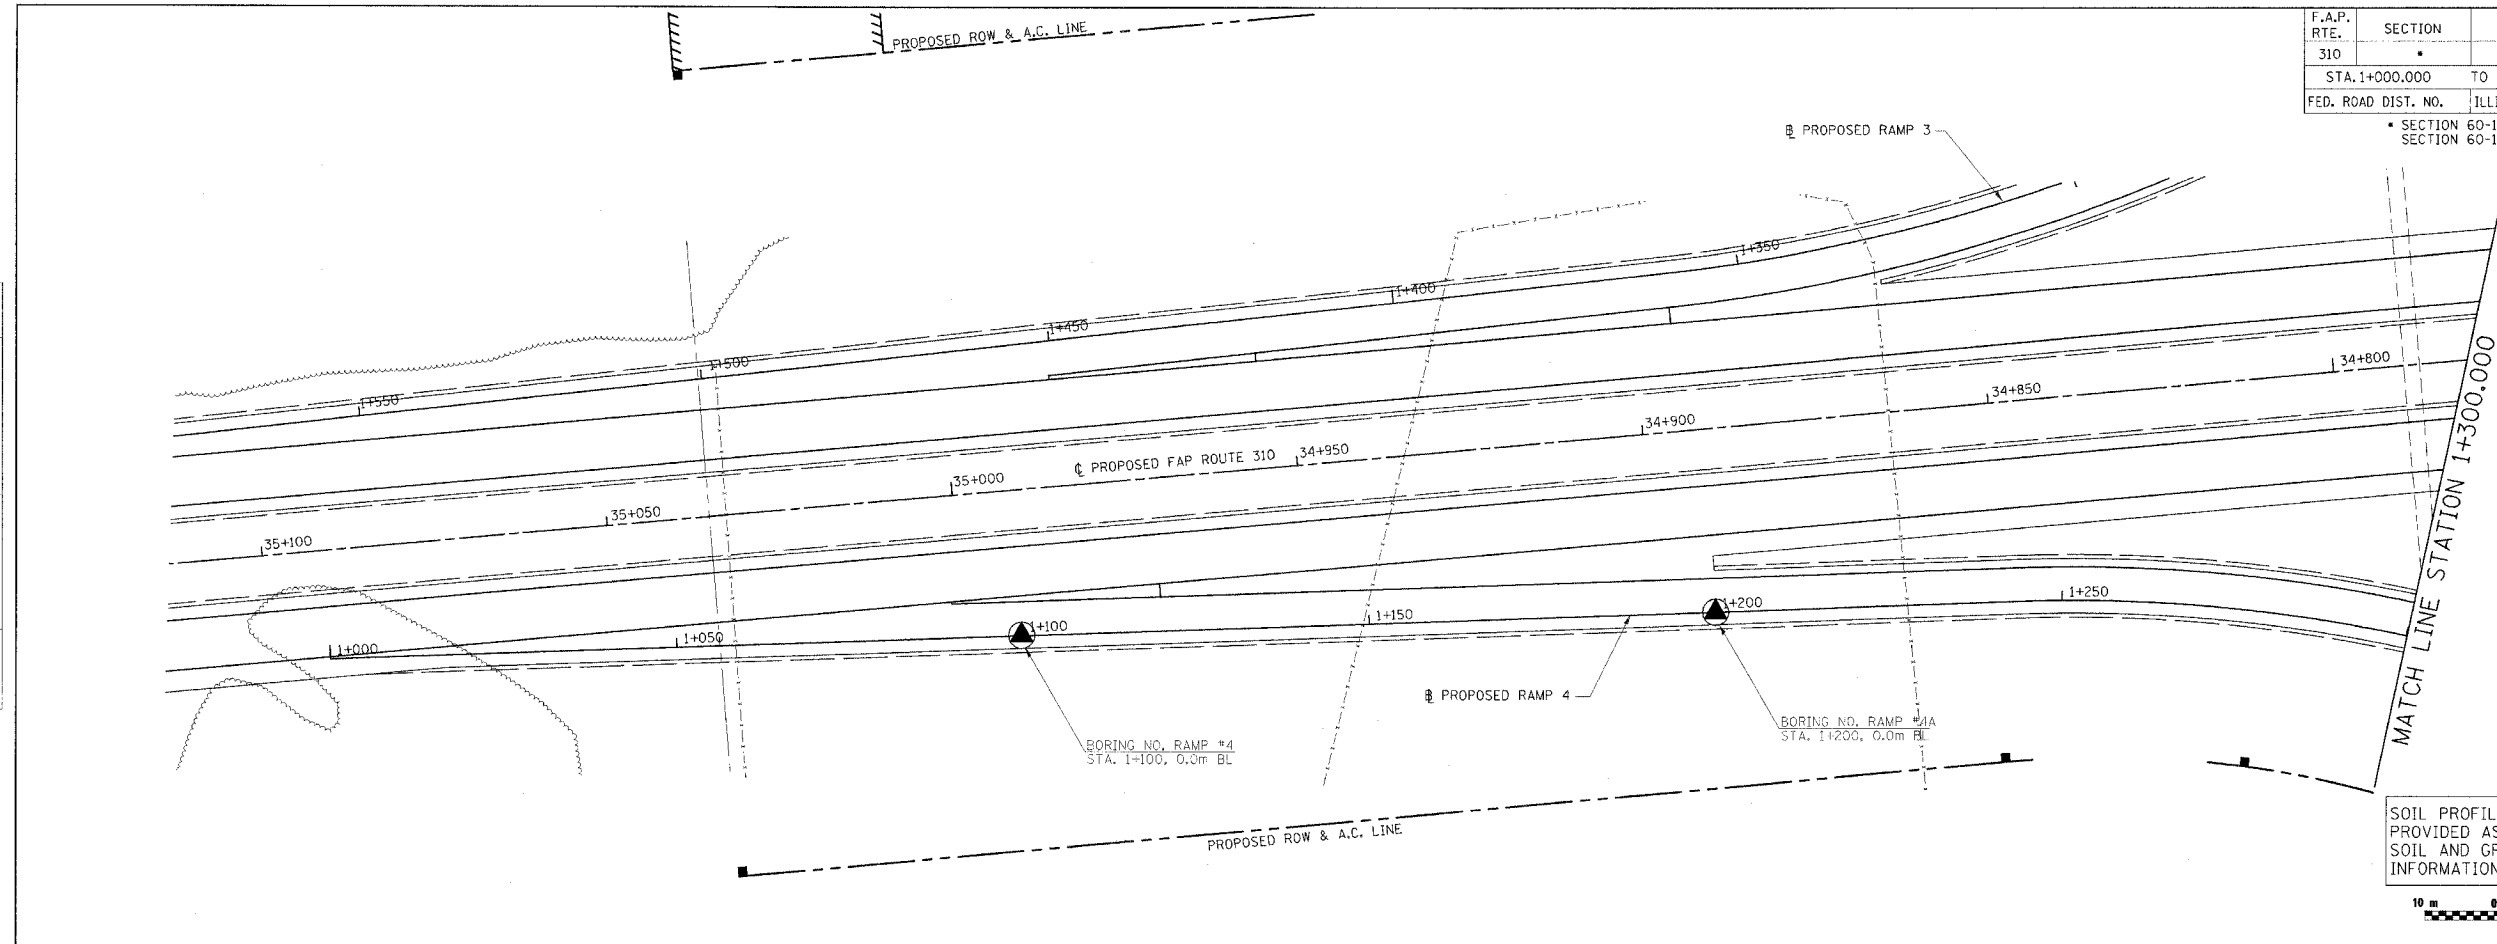 PROPOSED ROW & A.C. LINE
F.A.P. RTE. SECTION
310 *
STA. 1+000.000 TO
FED. ROAD DIST. NO.
* SECTION 60-1
SECTION 60-1
℄ PROPOSED RAMP 3
1+350
1+400
1+450
1+500
1+550
34+800
34+850
34+900
34+950
℄ PROPOSED FAP ROUTE 310
35+000
35+050
35+100
MATCH LINE STATION 1+300.000
1+000
1+050
1+100
1+150
1+200
1+250
PROPOSED RAMP 4
BORING NO. RAMP #4
STA. 1+100, 0.0m BL
BORING NO. RAMP #4A
STA. 1+200, 0.0m BL
PROPOSED ROW & A.C. LINE
SOIL PROFIL
PROVIDED AS
SOIL AND GR
INFORMATION
10 m 0